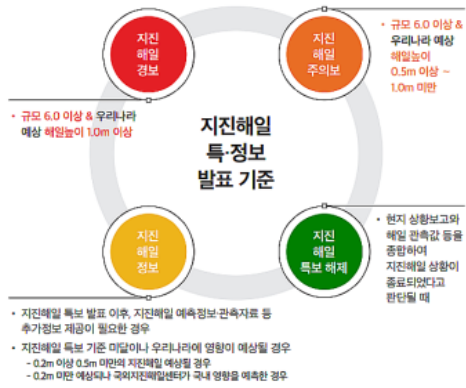 지진
해일
경보
지진
해일
주의보
• 규모 6.0 이상 &
우리나라 예상
해일높이
0.5m 이상 ~
1.0m 미만
• 규모 6.0 이상 & 우리나라
예상 해일높이 1.0m 이상
지진해일
특·정보
발표 기준
지진
해일
정보
지진
해일
특보 해제
• 현지 상황보고와
해일 관측값 등을
종합하여
지진해일 상황이
종료되었다고
판단될 때
• 지진해일 특보 발표 이후, 지진해일 예측정보·관측자료 등
추가정보 제공이 필요한 경우
• 지진해일 특보 기준 미달이나 우리나라에 영향이 예상될 경우
- 0.2m 이상 0.5m 미만의 지진해일 예상될 경우
- 0.2m 미만 예상되나 국외지진해일센터가 국내 영향을 예측한 경우